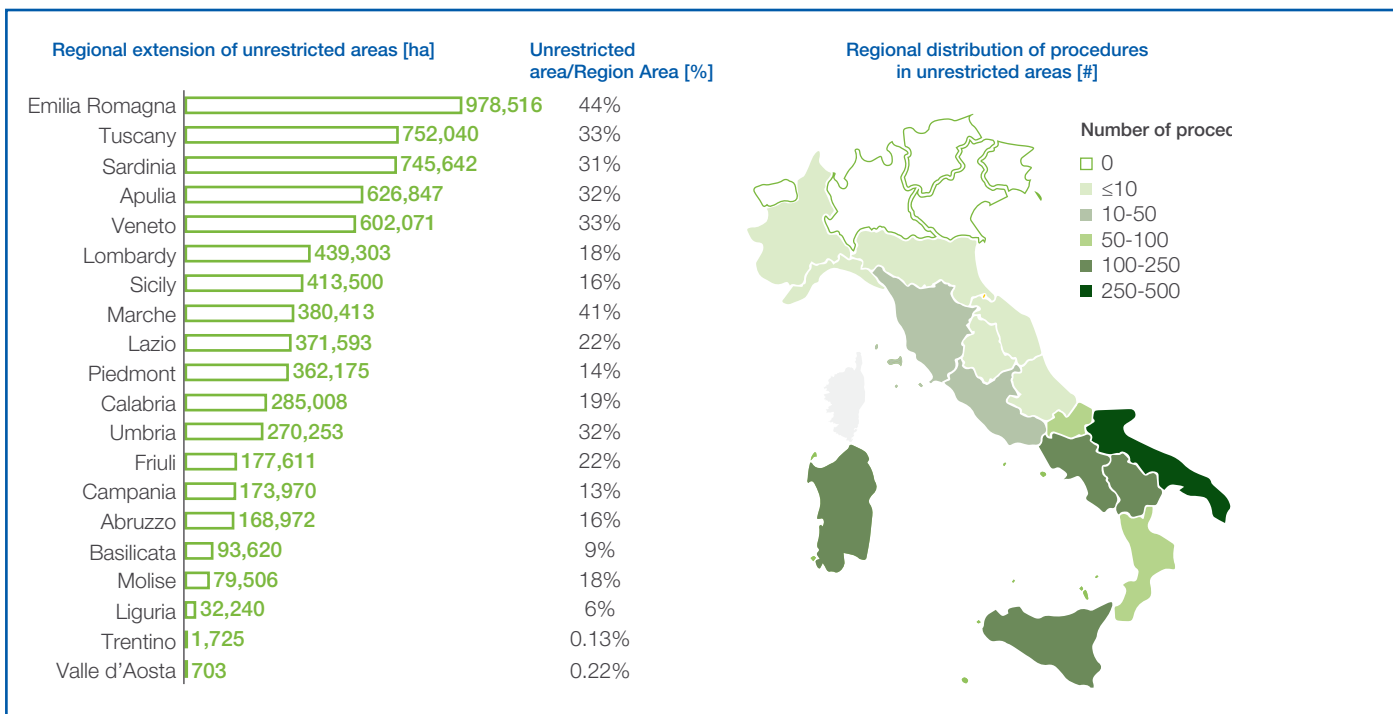 Regional extension of unrestricted areas [ha]
Unrestricted
area/Region Area [%]
Emilia Romagna 978,516 44%
Tuscany 752,040 33%
Sardinia 745,642 31%
Apulia 626,847 32%
Veneto 602,071 33%
Lombardy 439,303 18%
Sicily 413,500 16%
Marche 380,413 41%
Lazio 371,593 22%
Piedmont 362,175 14%
Calabria 285,008 19%
Umbria 270,253 32%
Friuli 177,611 22%
Campania 173,970 13%
Abruzzo 168,972 16%
Basilicata 93,620 9%
Molise 79,506 18%
Liguria 32,240 6%
Trentino 1,725 0.13%
Valle d'Aosta 703 0.22%
Regional distribution of procedures
in unrestricted areas [#]
Number of proced
0
≤10
10-50
50-100
100-250
250-500